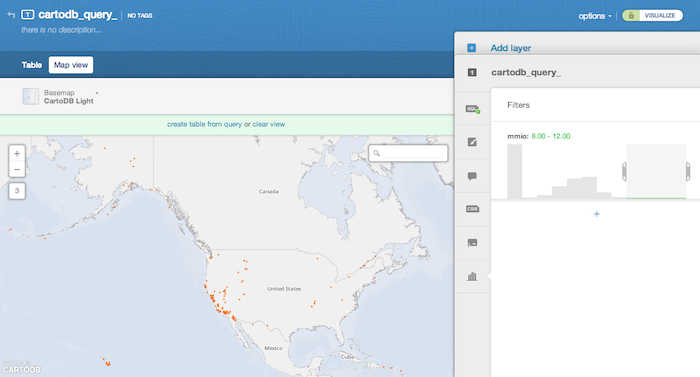 T cartodb_query_ NO TAGS
there is no description...
options
VISUALIZE
Table Map view
Add layer
1 cartodb_query_
Basemap
CartoDB Light
create table from query or clear view
SQL
CSS
Filters
mmio: 8.00 - 12.00
+
+
−
3
Canada
United States
Mexico
Cuba
CARTODB